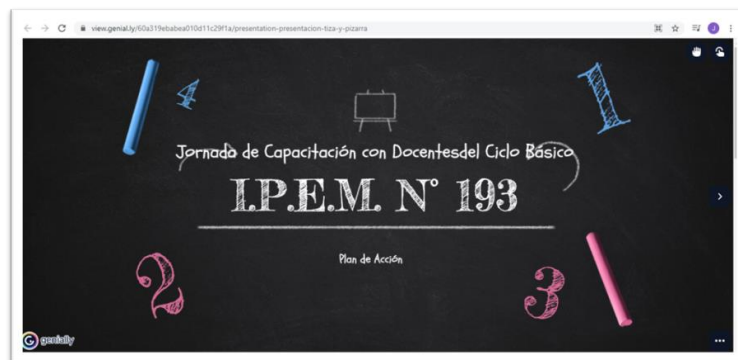 view.genial.ly/60a319ebabea010d11c29f1a/presentation-presentacion-tiza-y-pizarra
4
1
Jornada de Capacitación con Docentesdel Ciclo Básico
I.P.E.M. N° 193
Plan de Acción
2
3
G genially